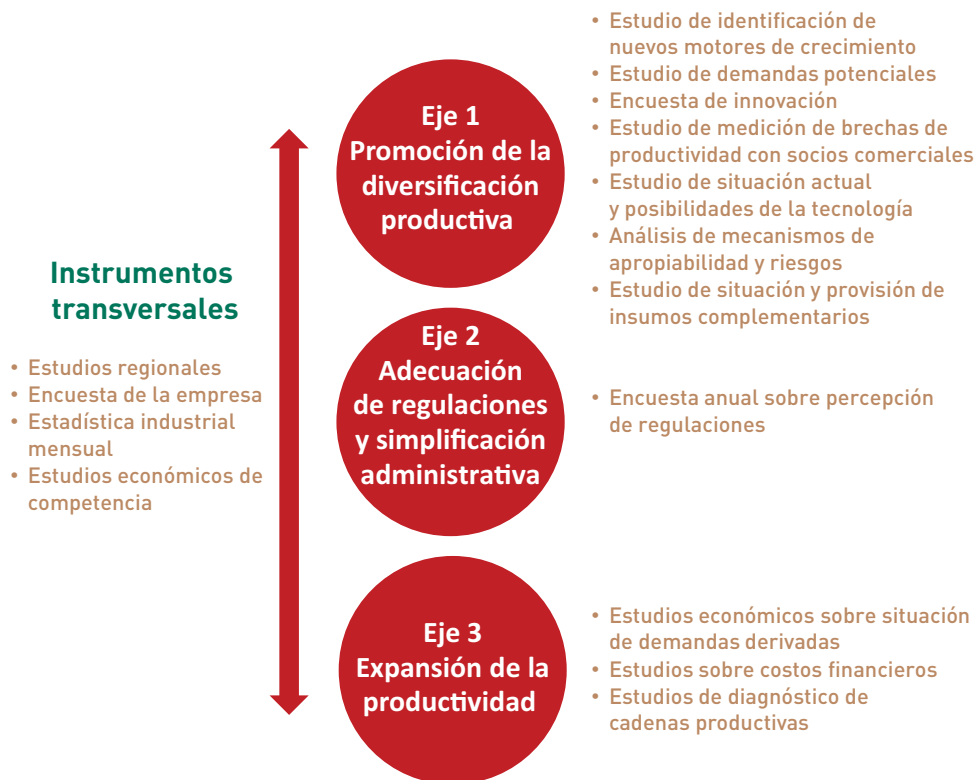 Instrumentos
transversales
• Estudios regionales
• Encuesta de la empresa
• Estadística industrial
mensual
• Estudios económicos de
competencia
Eje 1
Promoción de la
diversificación
productiva
• Estudio de identificación de
nuevos motores de crecimiento
• Estudio de demandas potenciales
• Encuesta de innovación
• Estudio de medición de brechas de
productividad con socios comerciales
• Estudio de situación actual
y posibilidades de la tecnología
• Análisis de mecanismos de
apropiabilidad y riesgos
• Estudio de situación y provisión de
insumos complementarios
Eje 2
Adecuación
de regulaciones
y simplificación
administrativa
• Encuesta anual sobre percepción
de regulaciones
Eje 3
Expansión de la
productividad
• Estudios económicos sobre situación
de demandas derivadas
• Estudios sobre costos financieros
• Estudios de diagnóstico de
cadenas productivas